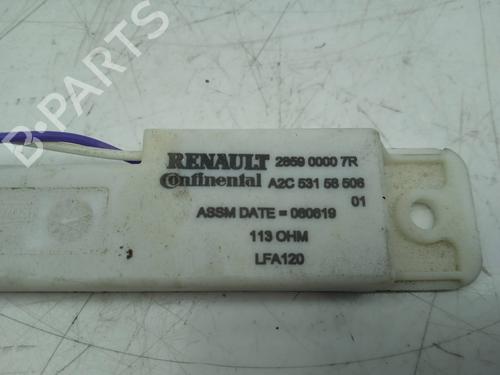 B-Parts
RENAULT 2859 0000 7R
Continental A2C 531 58 506
01
ASSM DATE = 080619
113 OHM
LFA120